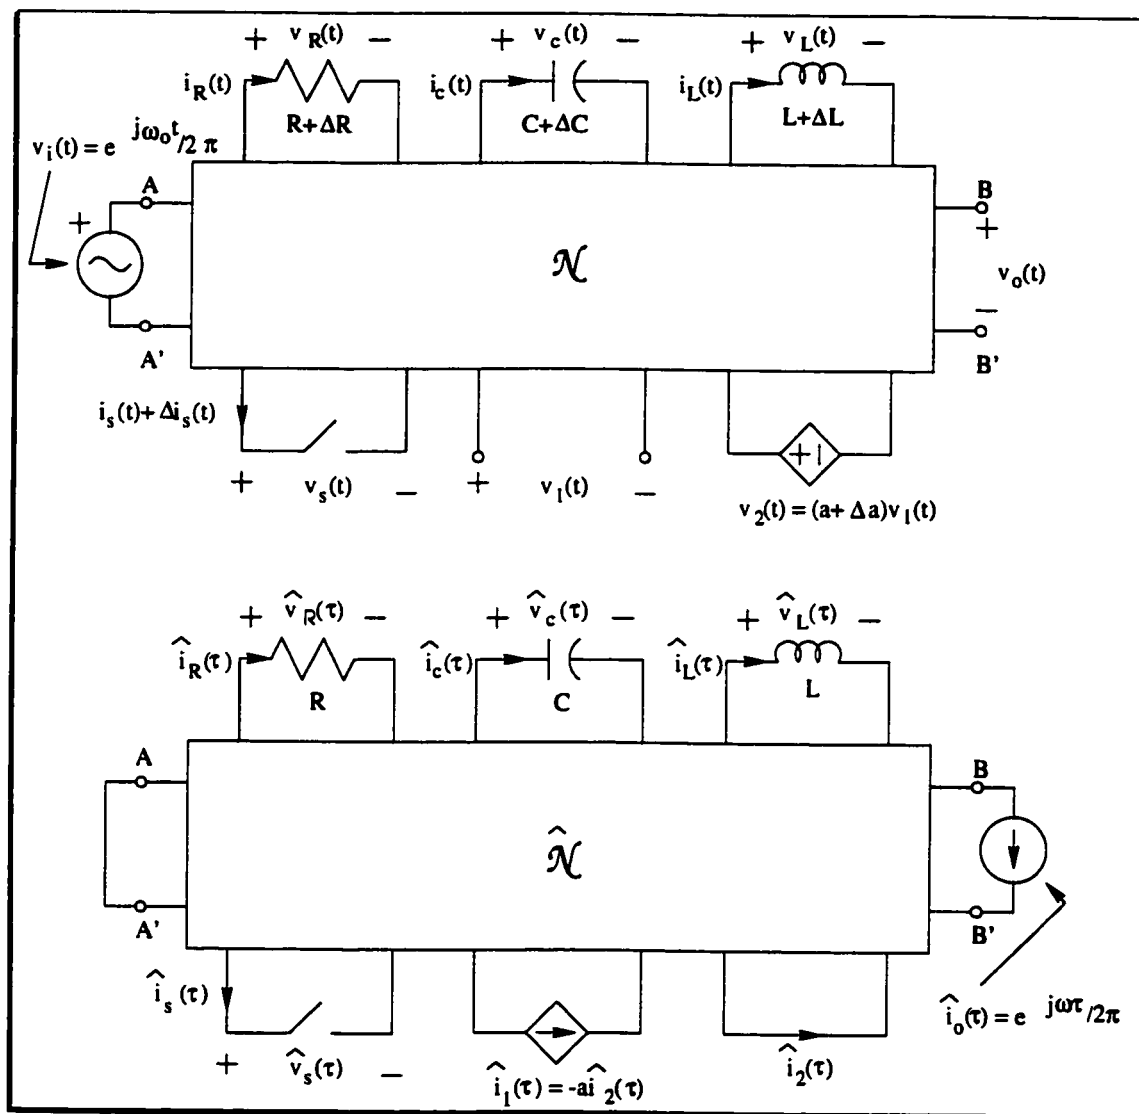 + v_R(t) −
+ v_c(t) −
+ v_L(t) −
i_R(t)
i_c(t)
i_L(t)
R+ΔR
C+ΔC
L+ΔL
v_i(t) = e^{jω_o t}/2π
A
B
+
+
𝒩
v_o(t)
−
A'
B'
i_s(t)+Δi_s(t)
+ v_s(t) −
+ v_1(t) −
+ |
v_2(t) = (a+Δa)v_1(t)
+ v̂_R(τ) −
+ v̂_c(τ) −
+ v̂_L(τ) −
î_R(τ)
î_c(τ)
î_L(τ)
R
C
L
A
B
𝒩̂
A'
B'
î_s(τ)
î_o(τ) = e^{jωτ}/2π
+ v̂_s(τ) −
î_1(τ) = -aî_2(τ)
î_2(τ)